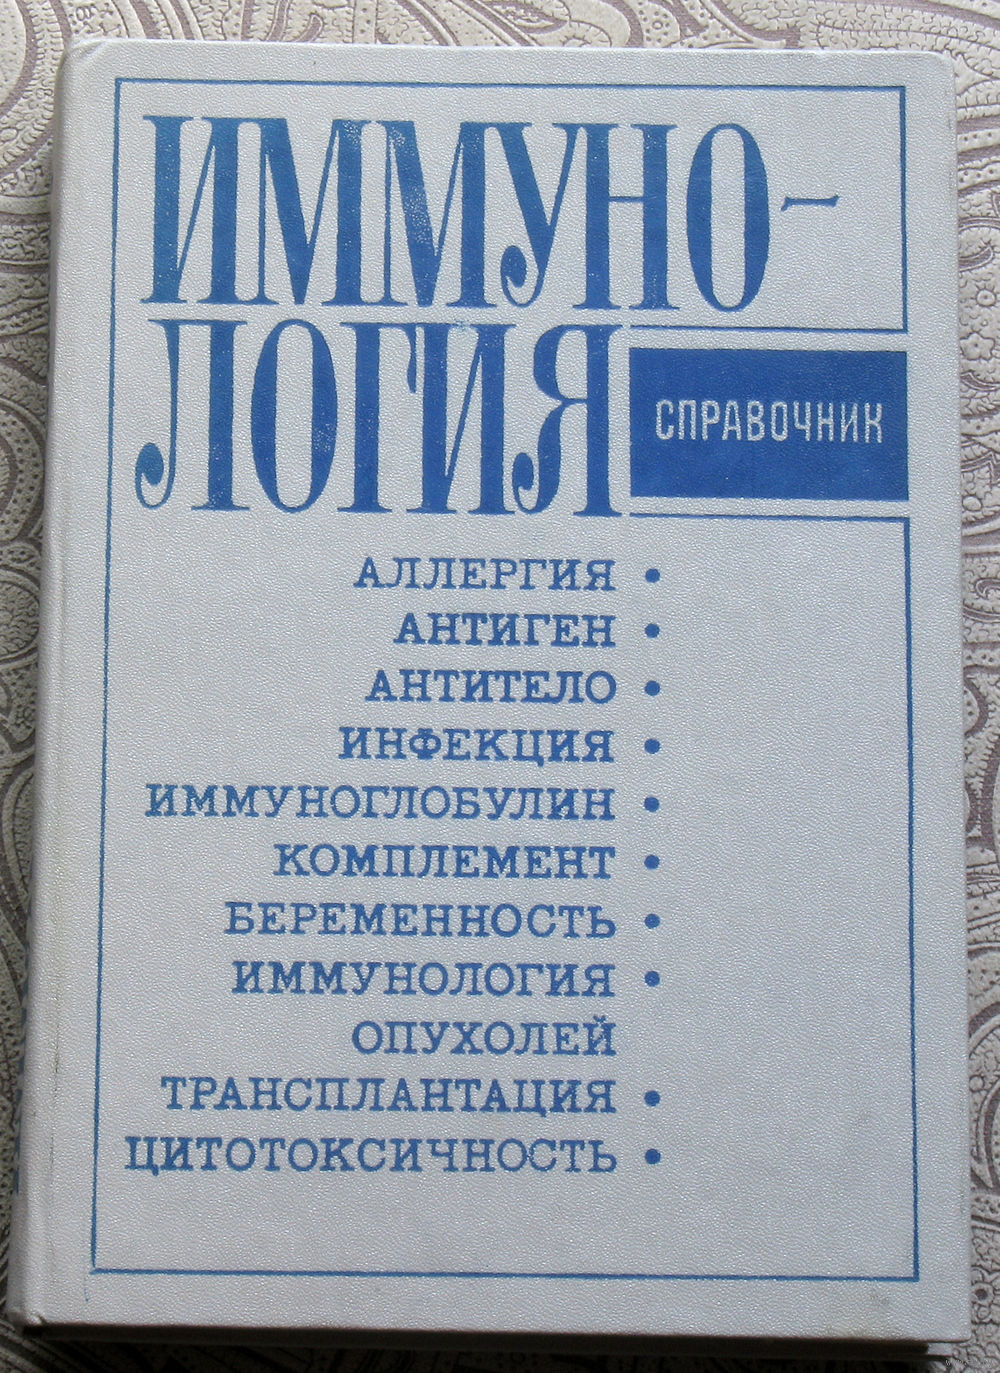 ИММУНО-
ЛОГИЯ
СПРАВОЧНИК
АЛЛЕРГИЯ •
АНТИГЕН •
АНТИТЕЛО •
ИНФЕКЦИЯ •
ИММУНОГЛОБУЛИН •
КОМПЛЕМЕНТ •
БЕРЕМЕННОСТЬ •
ИММУНОЛОГИЯ •
ОПУХОЛЕЙ
ТРАНСПЛАНТАЦИЯ •
ЦИТОТОКСИЧНОСТЬ •